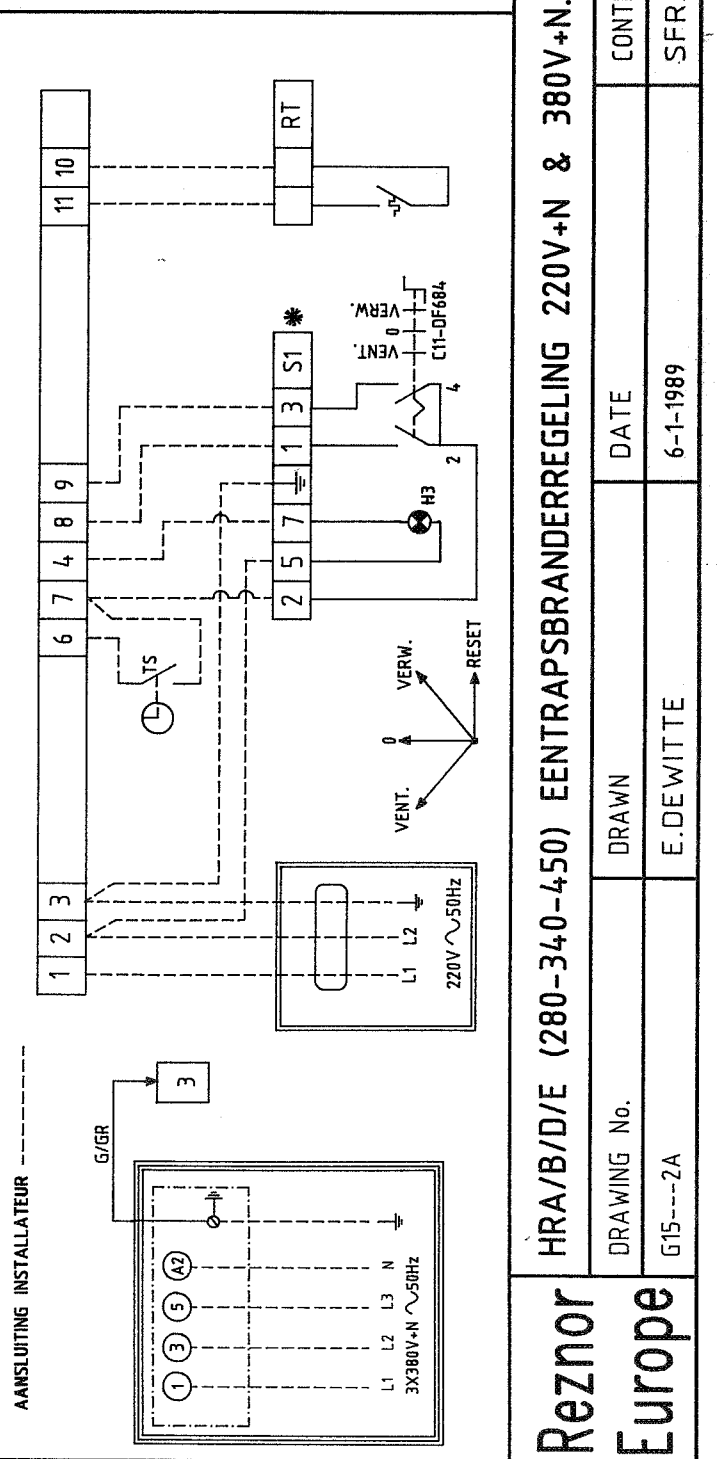 AANSLUITING INSTALLATEUR
1 2 3 6 7 4 8 9 11 10
G/GR
3
1 3 5 A2
L1 L2 L3 N
3X380V+N 50Hz
L1 L2
220V 50Hz
TS
VENT. 0 VERW.
RESET
2 5 7 1 3 S1
H3
2 4
VENT. 0 VERW.
C11-DF684
RT
Reznor
Europe
HRA/B/D/E (280-340-450) EENTRAPSBRANDERREGELING 220V+N & 380V+N.
DRAWING No. DRAWN DATE CONT
G15---2A E.DEWITTE 6-1-1989 SFR.